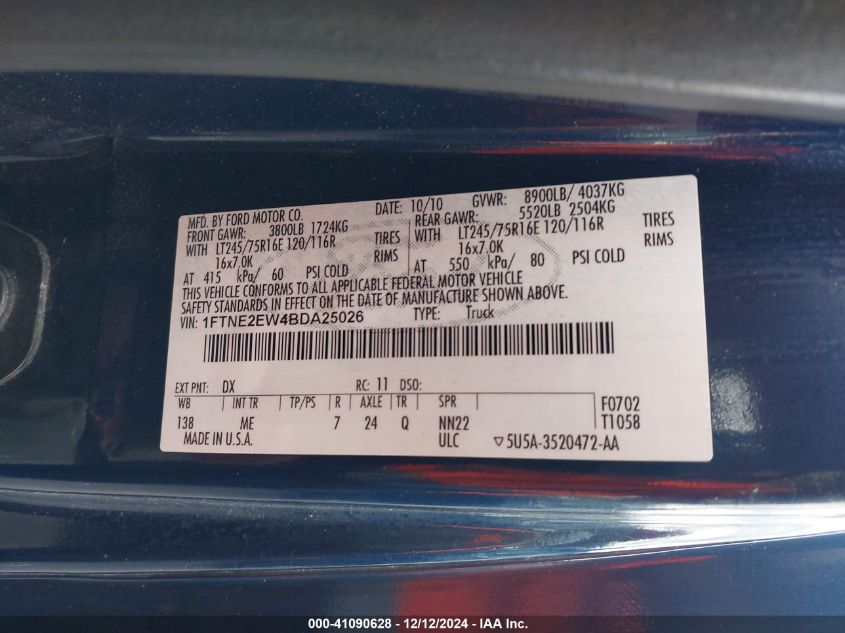 MFD. BY FORD MOTOR CO. DATE: 10/10 GVWR: 8900LB/ 4037KG
FRONT GAWR: 3800LB 1724KG REAR GAWR: 5520LB 2504KG
WITH LT245/75R16E 120/116R TIRES WITH LT245/75R16E 120/116R TIRES
16x7.0K RIMS 16x7.0K RIMS
AT 415 kPa/ 60 PSI COLD AT 550 kPa/ 80 PSI COLD
THIS VEHICLE CONFORMS TO ALL APPLICABLE FEDERAL MOTOR VEHICLE
SAFETY STANDARDS IN EFFECT ON THE DATE OF MANUFACTURE SHOWN ABOVE.
VIN: 1FTNE2EW4BDA25026 TYPE: Truck
EXT PNT: DX RC: 11 DSO:
WB INT TR TP/PS R AXLE TR SPR F0702
138 ME 7 24 Q NN22 T1058
MADE IN U.S.A. ULC ▽5U5A-3520472-AA
000-41090628 - 12/12/2024 - IAA Inc.